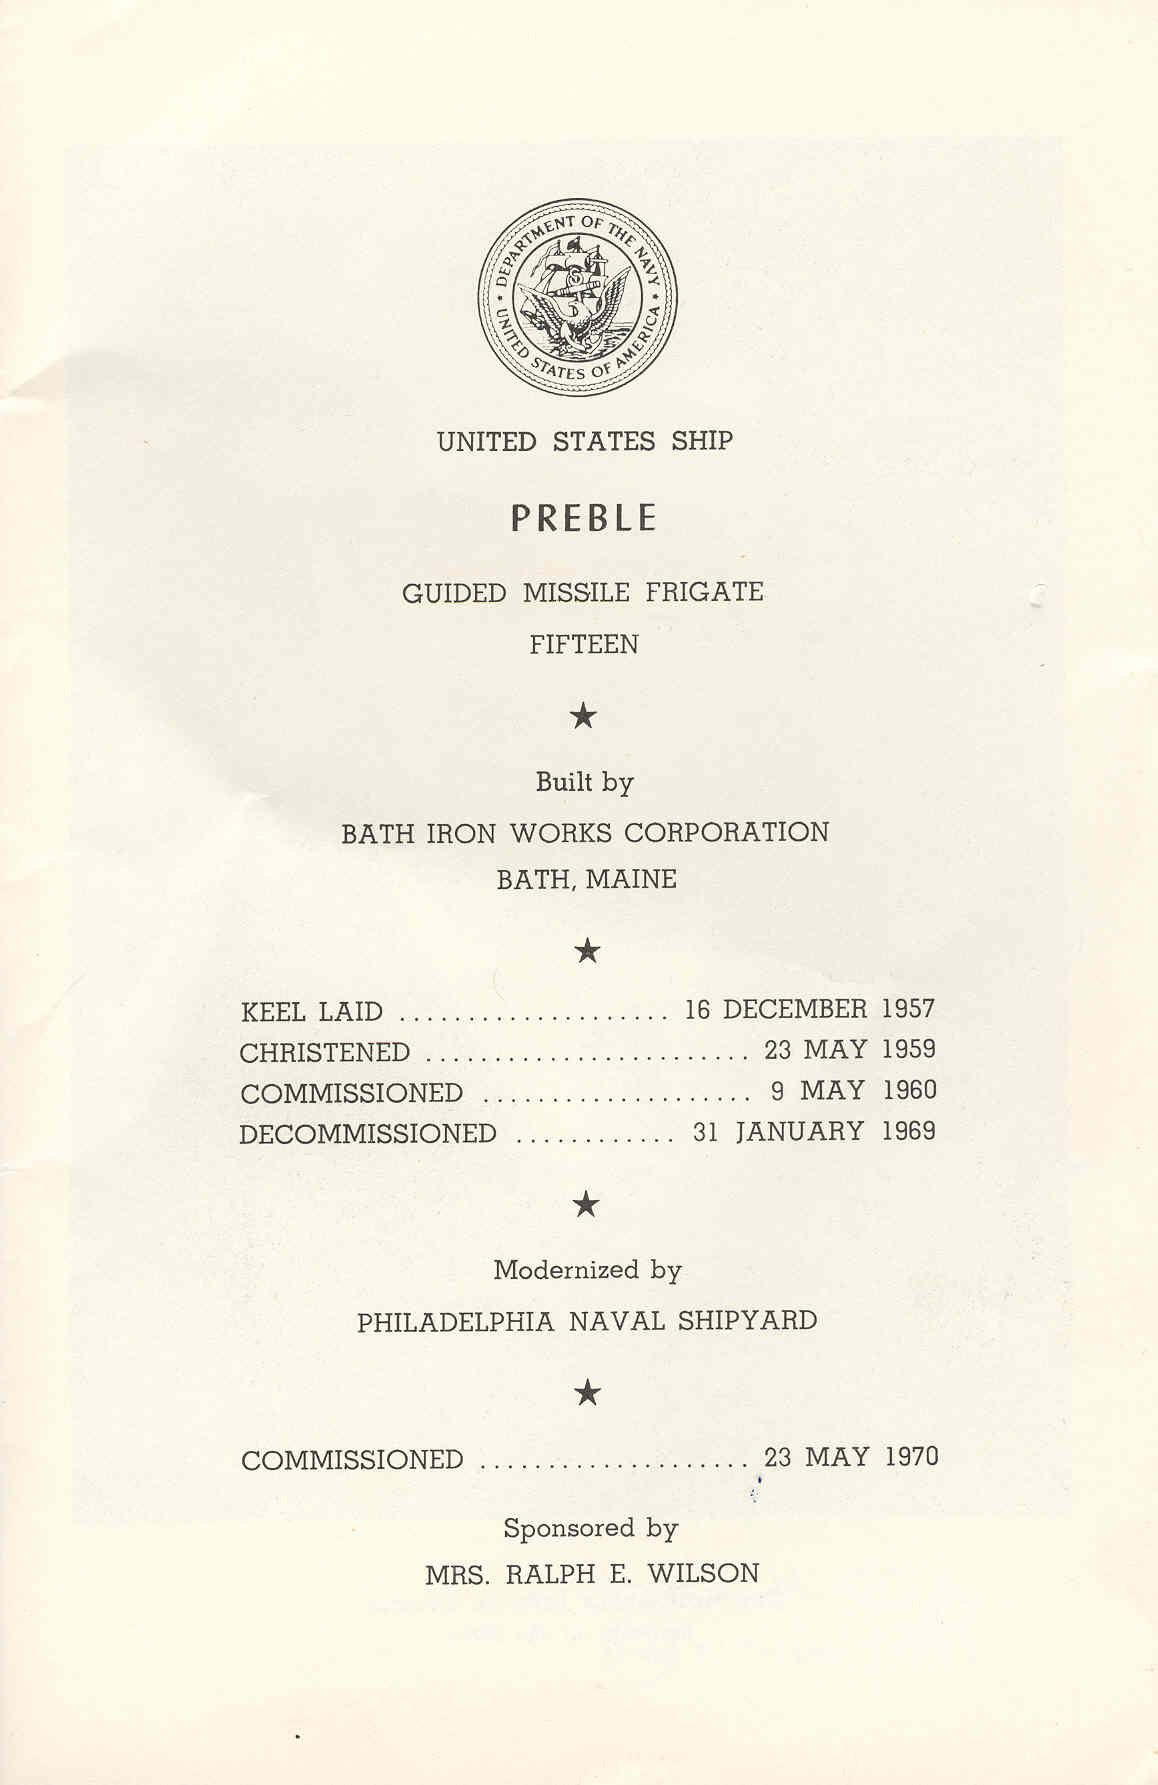 DEPARTMENT OF THE NAVY
UNITED STATES OF AMERICA
UNITED STATES SHIP
PREBLE
GUIDED MISSILE FRIGATE
FIFTEEN
Built by
BATH IRON WORKS CORPORATION
BATH, MAINE
KEEL LAID .................... 16 DECEMBER 1957
CHRISTENED ........................ 23 MAY 1959
COMMISSIONED .................... 9 MAY 1960
DECOMMISSIONED ............ 31 JANUARY 1969
Modernized by
PHILADELPHIA NAVAL SHIPYARD
COMMISSIONED .................... 23 MAY 1970
Sponsored by
MRS. RALPH E. WILSON